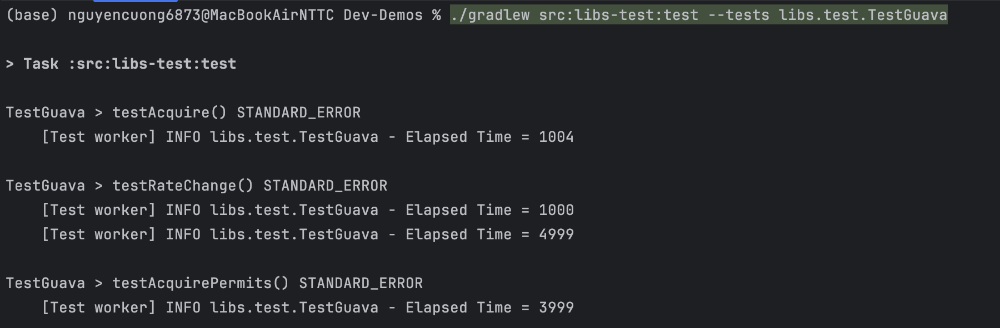 (base) nguyencuong6873@MacBookAirNTTC Dev-Demos % ./gradlew src:libs-test:test --tests libs.test.TestGuava
> Task :src:libs-test:test
TestGuava > testAcquire() STANDARD_ERROR
[Test worker] INFO libs.test.TestGuava - Elapsed Time = 1004
TestGuava > testRateChange() STANDARD_ERROR
[Test worker] INFO libs.test.TestGuava - Elapsed Time = 1000
[Test worker] INFO libs.test.TestGuava - Elapsed Time = 4999
TestGuava > testAcquirePermits() STANDARD_ERROR
[Test worker] INFO libs.test.TestGuava - Elapsed Time = 3999